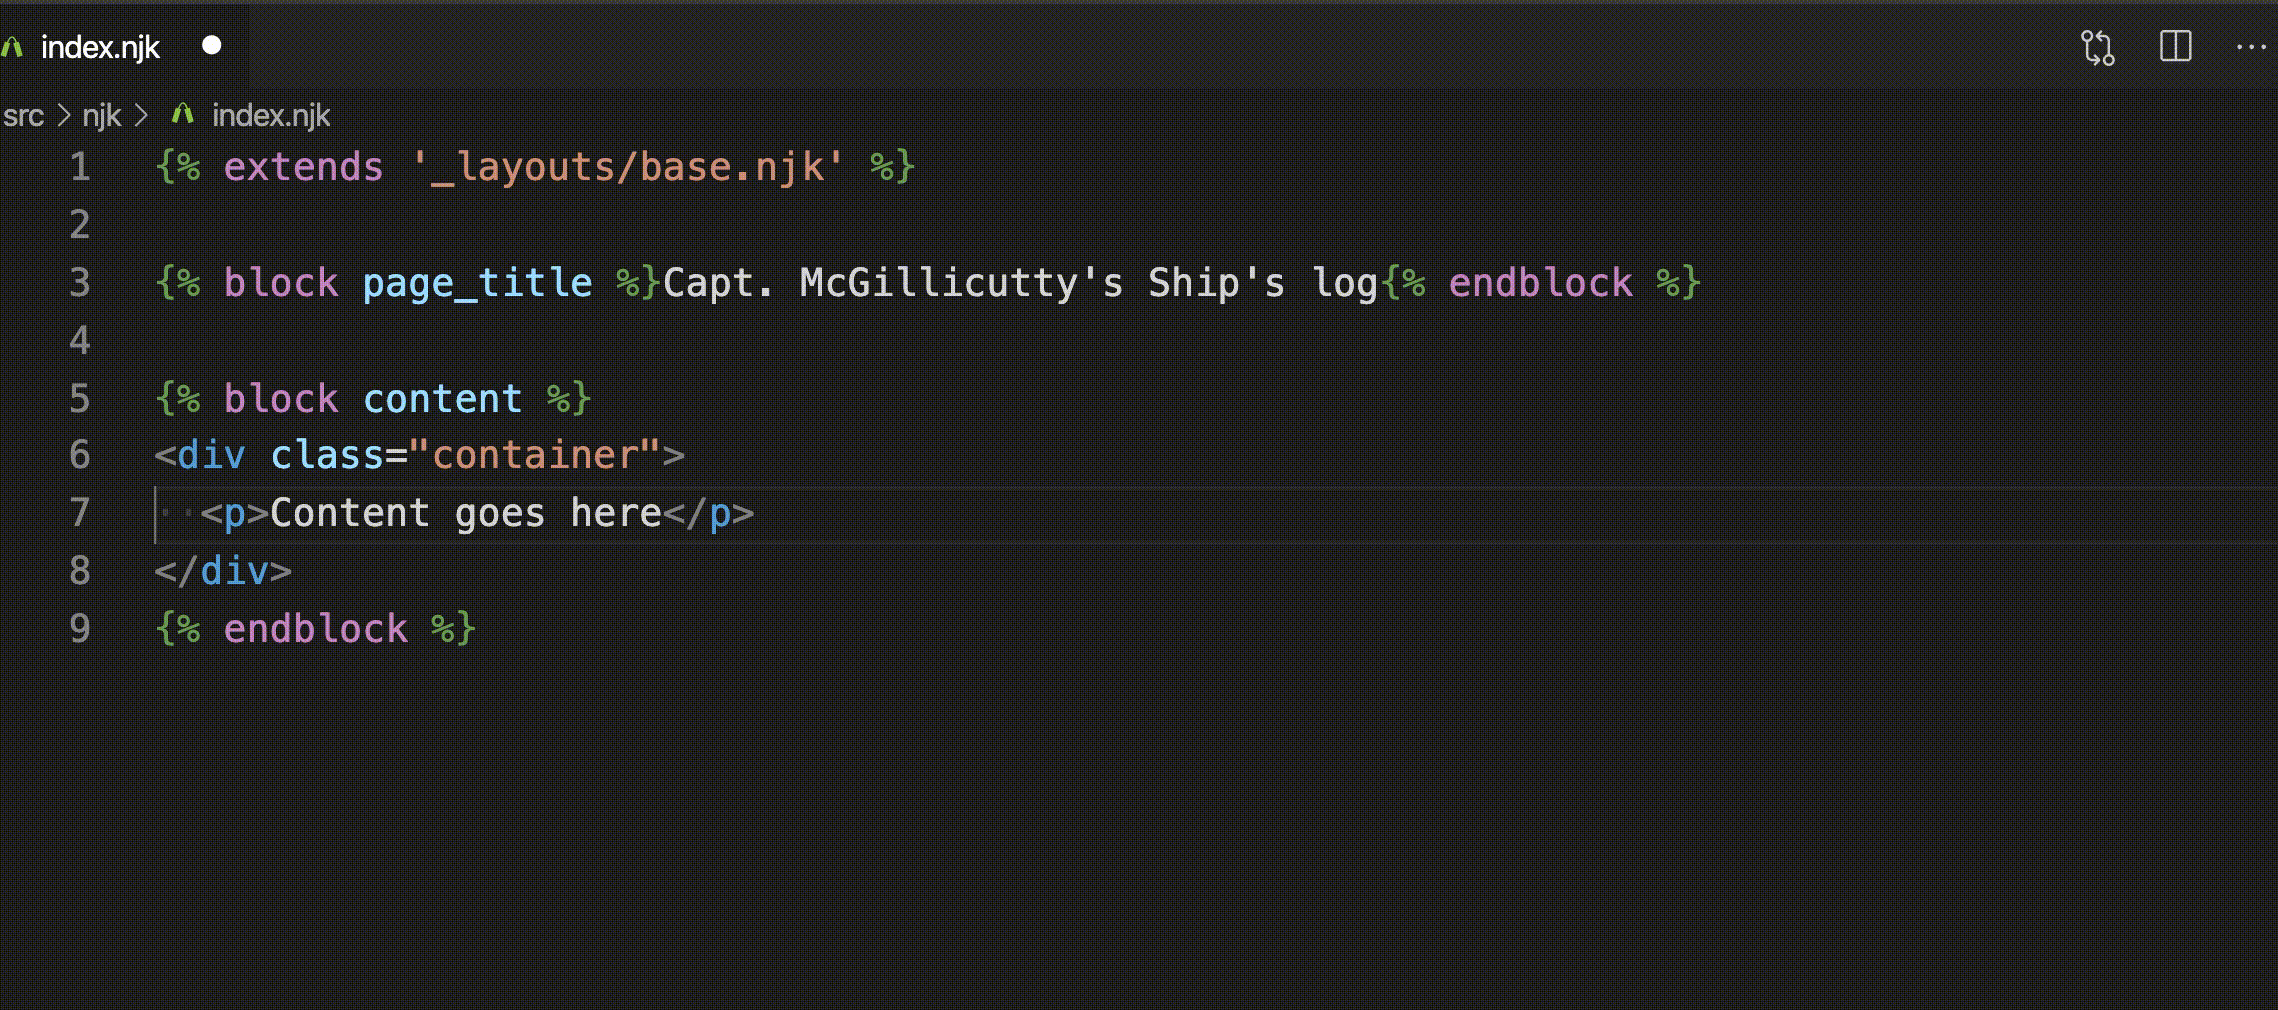 index.njk
src > njk > index.njk
1 {% extends '_layouts/base.njk' %}
2
3 {% block page_title %}Capt. McGillicutty's Ship's log{% endblock %}
4
5 {% block content %}
6 <div class="container">
7   <p>Content goes here</p>
8 </div>
9 {% endblock %}